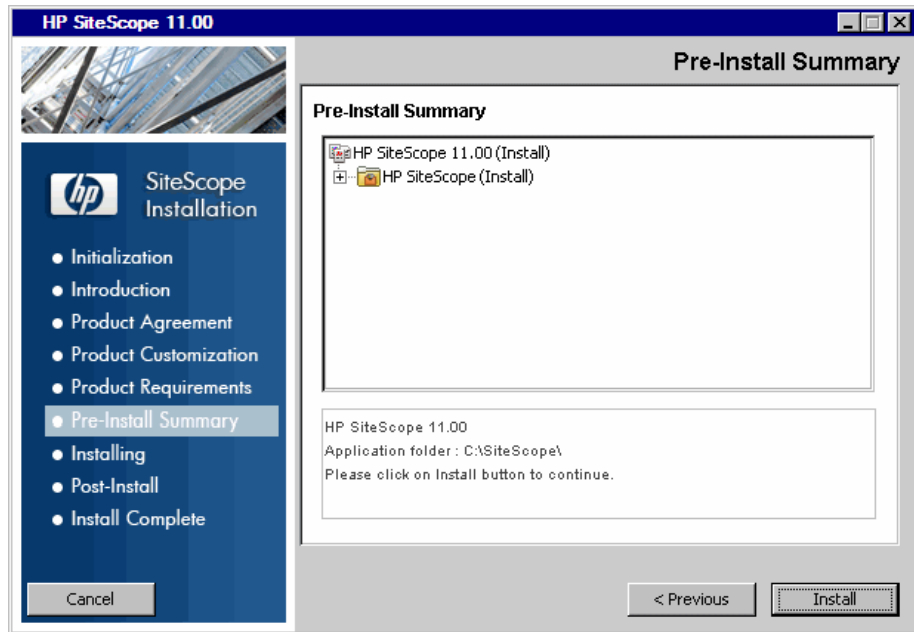 HP SiteScope 11.00
Pre-Install Summary
hp
SiteScope
Installation
Initialization
Introduction
Product Agreement
Product Customization
Product Requirements
Pre-Install Summary
Installing
Post-Install
Install Complete
Pre-Install Summary
HP SiteScope 11.00 (Install)
HP SiteScope (Install)
HP SiteScope 11.00
Application folder : C:\SiteScope\
Please click on Install button to continue.
Cancel
< Previous
Install